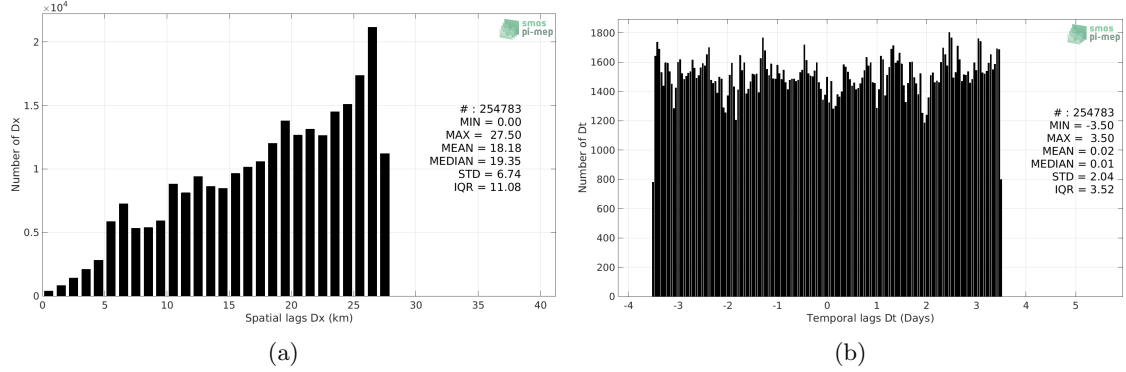 ×10⁴
2
1.5
1
0.5
0
0
5
10
15
20
25
30
35
40
Number of Dx
Spatial lags Dx (km)
smos
pi-mep
# : 254783
MIN = 0.00
MAX = 27.50
MEAN = 18.18
MEDIAN = 19.35
STD = 6.74
IQR = 11.08
(a)
1800
1600
1400
1200
1000
800
600
400
200
0
-4
-3
-2
-1
0
1
2
3
4
5
Number of Dt
Temporal lags Dt (Days)
smos
pi-mep
# : 254783
MIN = -3.50
MAX = 3.50
MEAN = 0.02
MEDIAN = 0.01
STD = 2.04
IQR = 3.52
(b)